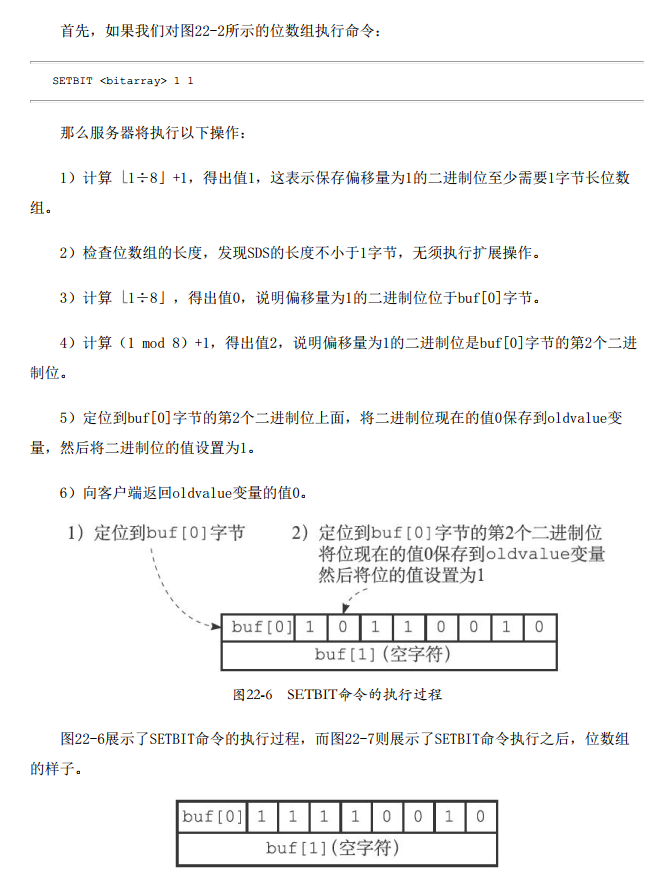 首先，如果我们对图22-2所示的位数组执行命令：
SETBIT <bitarray> 1 1
那么服务器将执行以下操作：
1）计算⌊1÷8⌋+1，得出值1，这表示保存偏移量为1的二进制位至少需要1字节长位数
组。
2）检查位数组的长度，发现SDS的长度不小于1字节，无须执行扩展操作。
3）计算⌊1÷8⌋，得出值0，说明偏移量为1的二进制位位于buf[0]字节。
4）计算（1 mod 8）+1，得出值2，说明偏移量为1的二进制位是buf[0]字节的第2个二进
制位。
5）定位到buf[0]字节的第2个二进制位上面，将二进制位现在的值0保存到oldvalue变
量，然后将二进制位的值设置为1。
6）向客户端返回oldvalue变量的值0。
1）定位到buf[0]字节
2）定位到buf[0]字节的第2个二进制位
将位现在的值0保存到oldvalue变量
然后将位的值设置为1
buf[0] 1 0 1 1 0 0 1 0
buf[1](空字符)
图22-6 SETBIT命令的执行过程
图22-6展示了SETBIT命令的执行过程，而图22-7则展示了SETBIT命令执行之后，位数组
的样子。
buf[0] 1 1 1 1 0 0 1 0
buf[1](空字符)